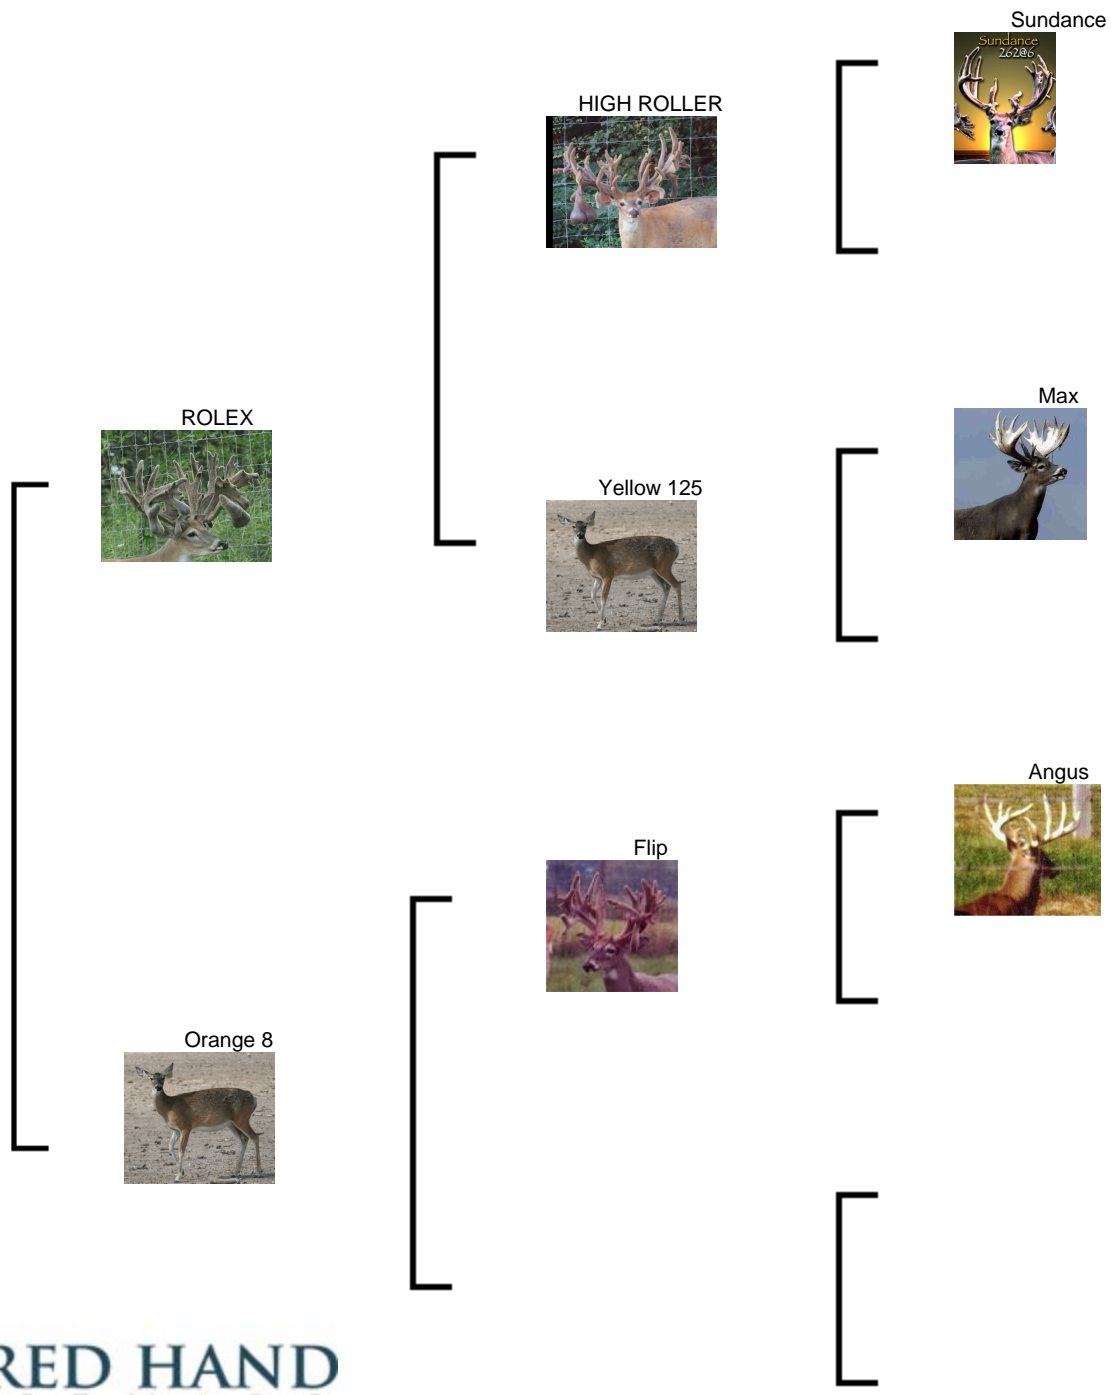 Sundance
Sundance
262@6
HIGH ROLLER
Max
ROLEX
Yellow 125
Angus
Flip
Orange 8
RED HAND